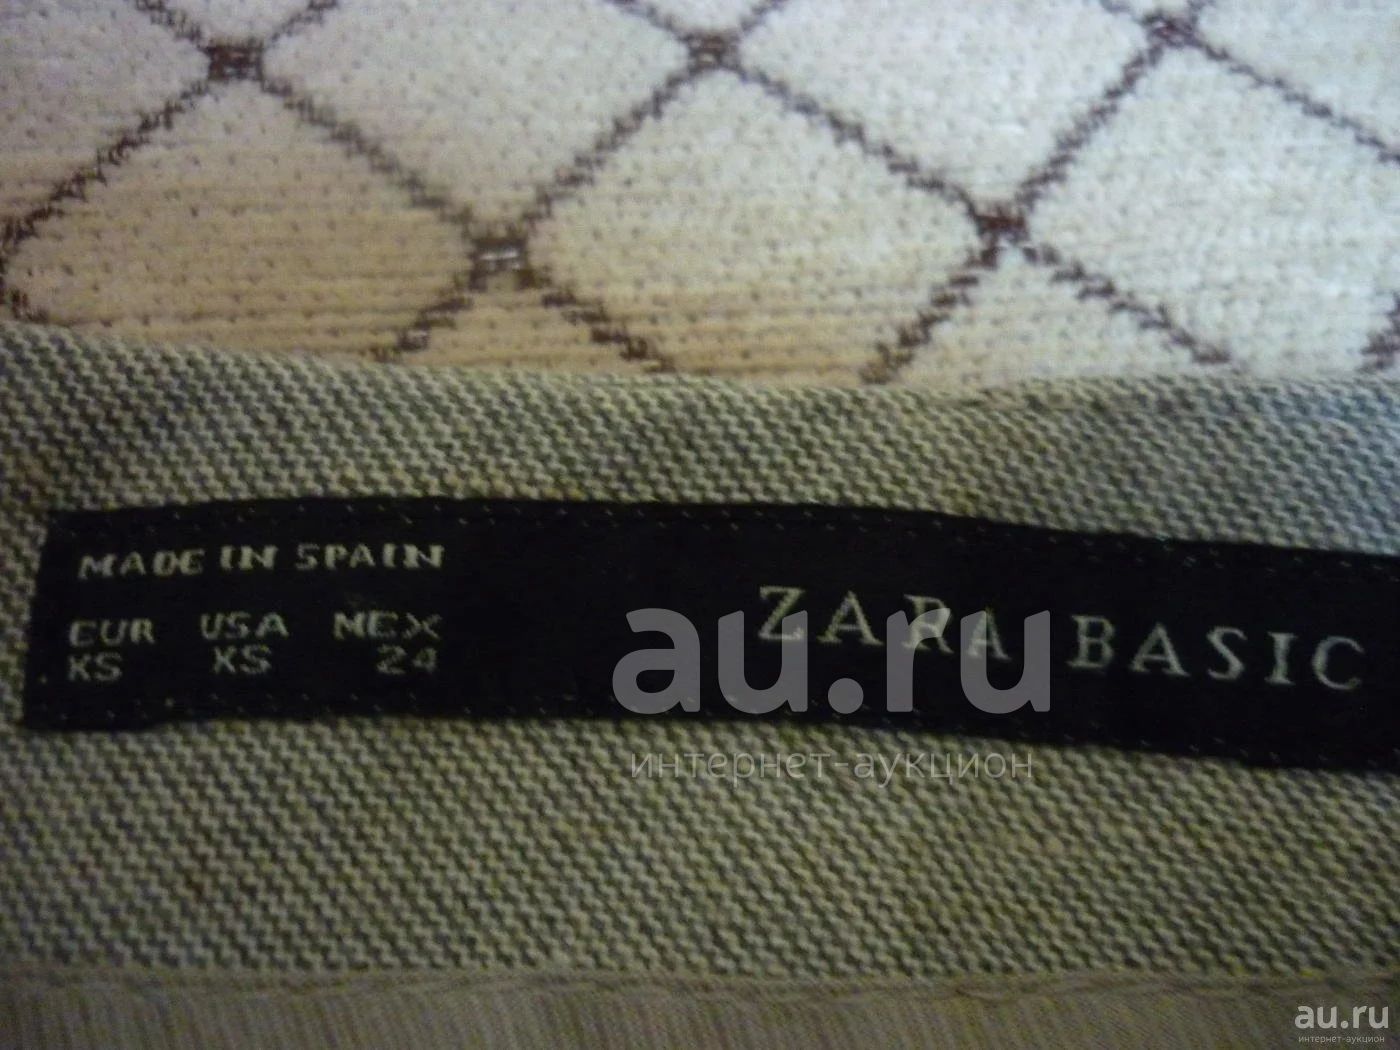 MADE IN SPAIN
EUR USA MEX
XS XS 24
ZARA BASIC
au.ru
интернет-аукцион
au.ru
интернет-аукцион